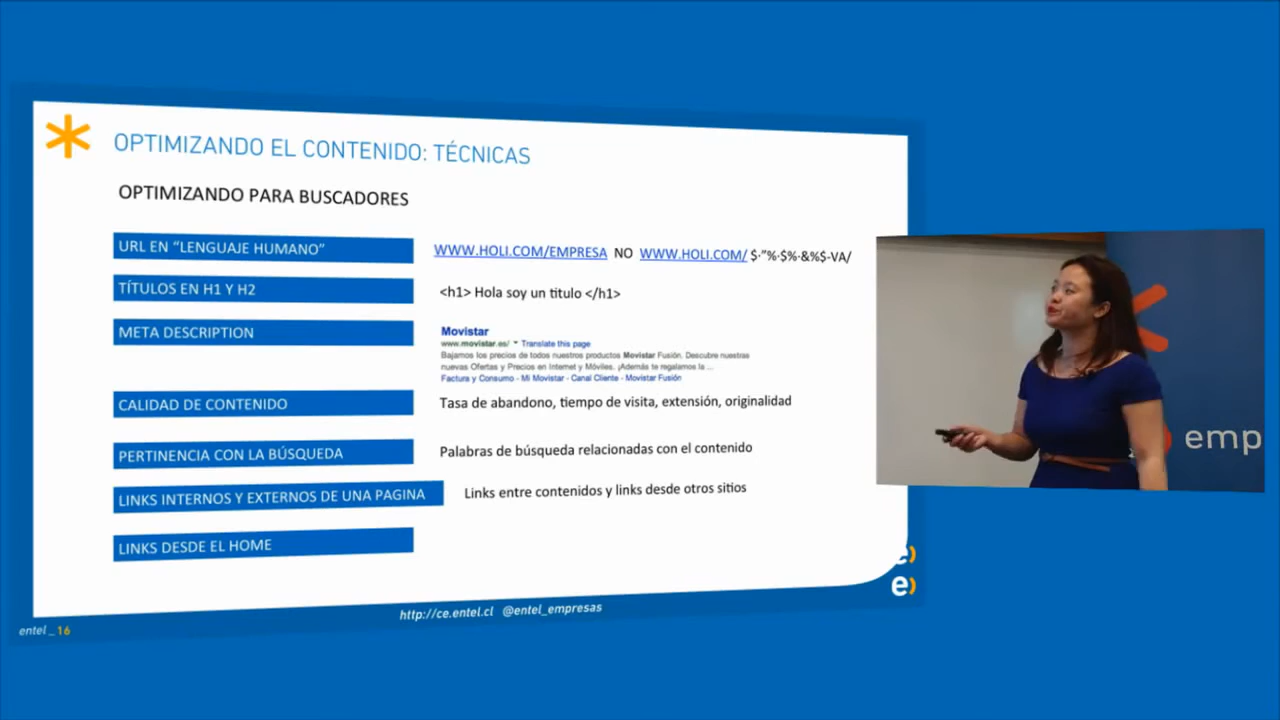 OPTIMIZANDO EL CONTENIDO: TÉCNICAS
OPTIMIZANDO PARA BUSCADORES
URL EN “LENGUAJE HUMANO” WWW.HOLI.COM/EMPRESA NO WWW.HOLI.COM/ $·"%·$%·&%$-VA/
TÍTULOS EN H1 Y H2 <h1> Hola soy un título </h1>
META DESCRIPTION
Movistar
www.movistar.es/ Translate this page
Bajamos los precios de todos nuestros productos Movistar Fusión. Descubre nuestras
nuevas Ofertas y Precios en Internet y Móviles. ¡Además te regalamos la ...
Factura y Consumo - Mi Movistar - Canal Cliente - Movistar Fusión
CALIDAD DE CONTENIDO Tasa de abandono, tiempo de visita, extensión, originalidad
PERTINENCIA CON LA BÚSQUEDA Palabras de búsqueda relacionadas con el contenido
LINKS INTERNOS Y EXTERNOS DE UNA PAGINA Links entre contenidos y links desde otros sitios
LINKS DESDE EL HOME
e)
e)
http://ce.entel.cl @entel_empresas
entel _ 16
emp